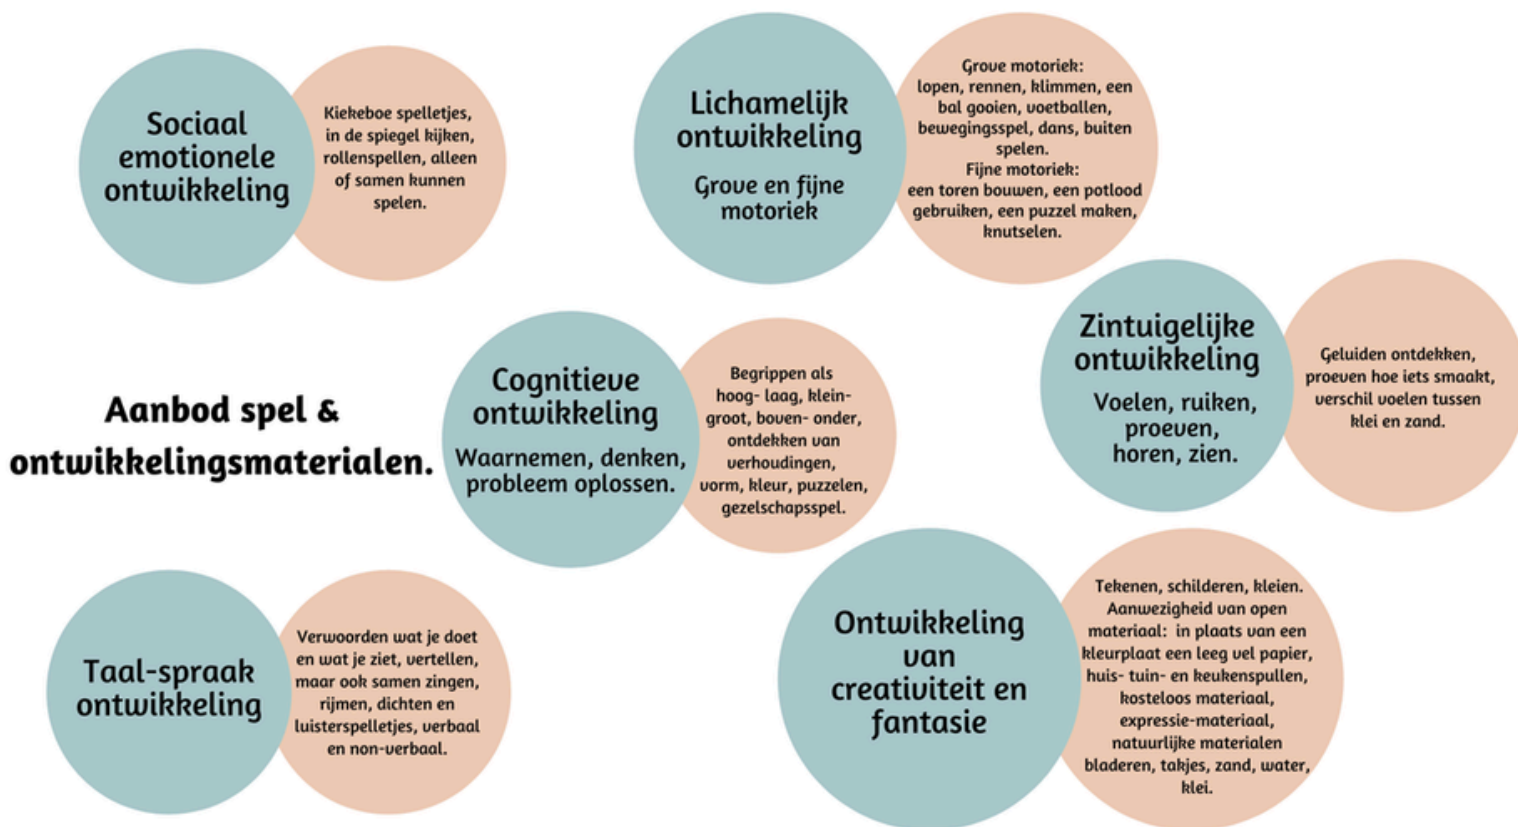 Sociaal
emotionele
ontwikkeling
Kiekeboe spelletjes,
in de spiegel kijken,
rollenspellen, alleen
of samen kunnen
spelen.
Lichamelijk
ontwikkeling
Grove en fijne
motoriek
Grove motoriek:
lopen, rennen, klimmen, een
bal gooien, voetballen,
bewegingsspel, dans, buiten
spelen.
Fijne motoriek:
een toren bouwen, een potlood
gebruiken, een puzzel maken,
knutselen.
Zintuigelijke
ontwikkeling
Voelen, ruiken,
proeven,
horen, zien.
Geluiden ontdekken,
proeven hoe iets smaakt,
verschil voelen tussen
klei en zand.
Aanbod spel &
ontwikkelingsmaterialen.
Cognitieve
ontwikkeling
Waarnemen, denken,
probleem oplossen.
Begrippen als
hoog- laag, klein-
groot, boven- onder,
ontdekken van
verhoudingen,
vorm, kleur, puzzelen,
gezelschapsspel.
Taal-spraak
ontwikkeling
Verwoorden wat je doet
en wat je ziet, vertellen,
maar ook samen zingen,
rijmen, dichten en
luisterspelletjes, verbaal
en non-verbaal.
Ontwikkeling
van
creativiteit en
fantasie
Tekenen, schilderen, kleien.
Aanwezigheid van open
materiaal: in plaats van een
kleurplaat een leeg vel papier,
huis- tuin- en keukenspullen,
kosteloos materiaal,
expressie-materiaal,
natuurlijke materialen
bladeren, takjes, zand, water,
klei.